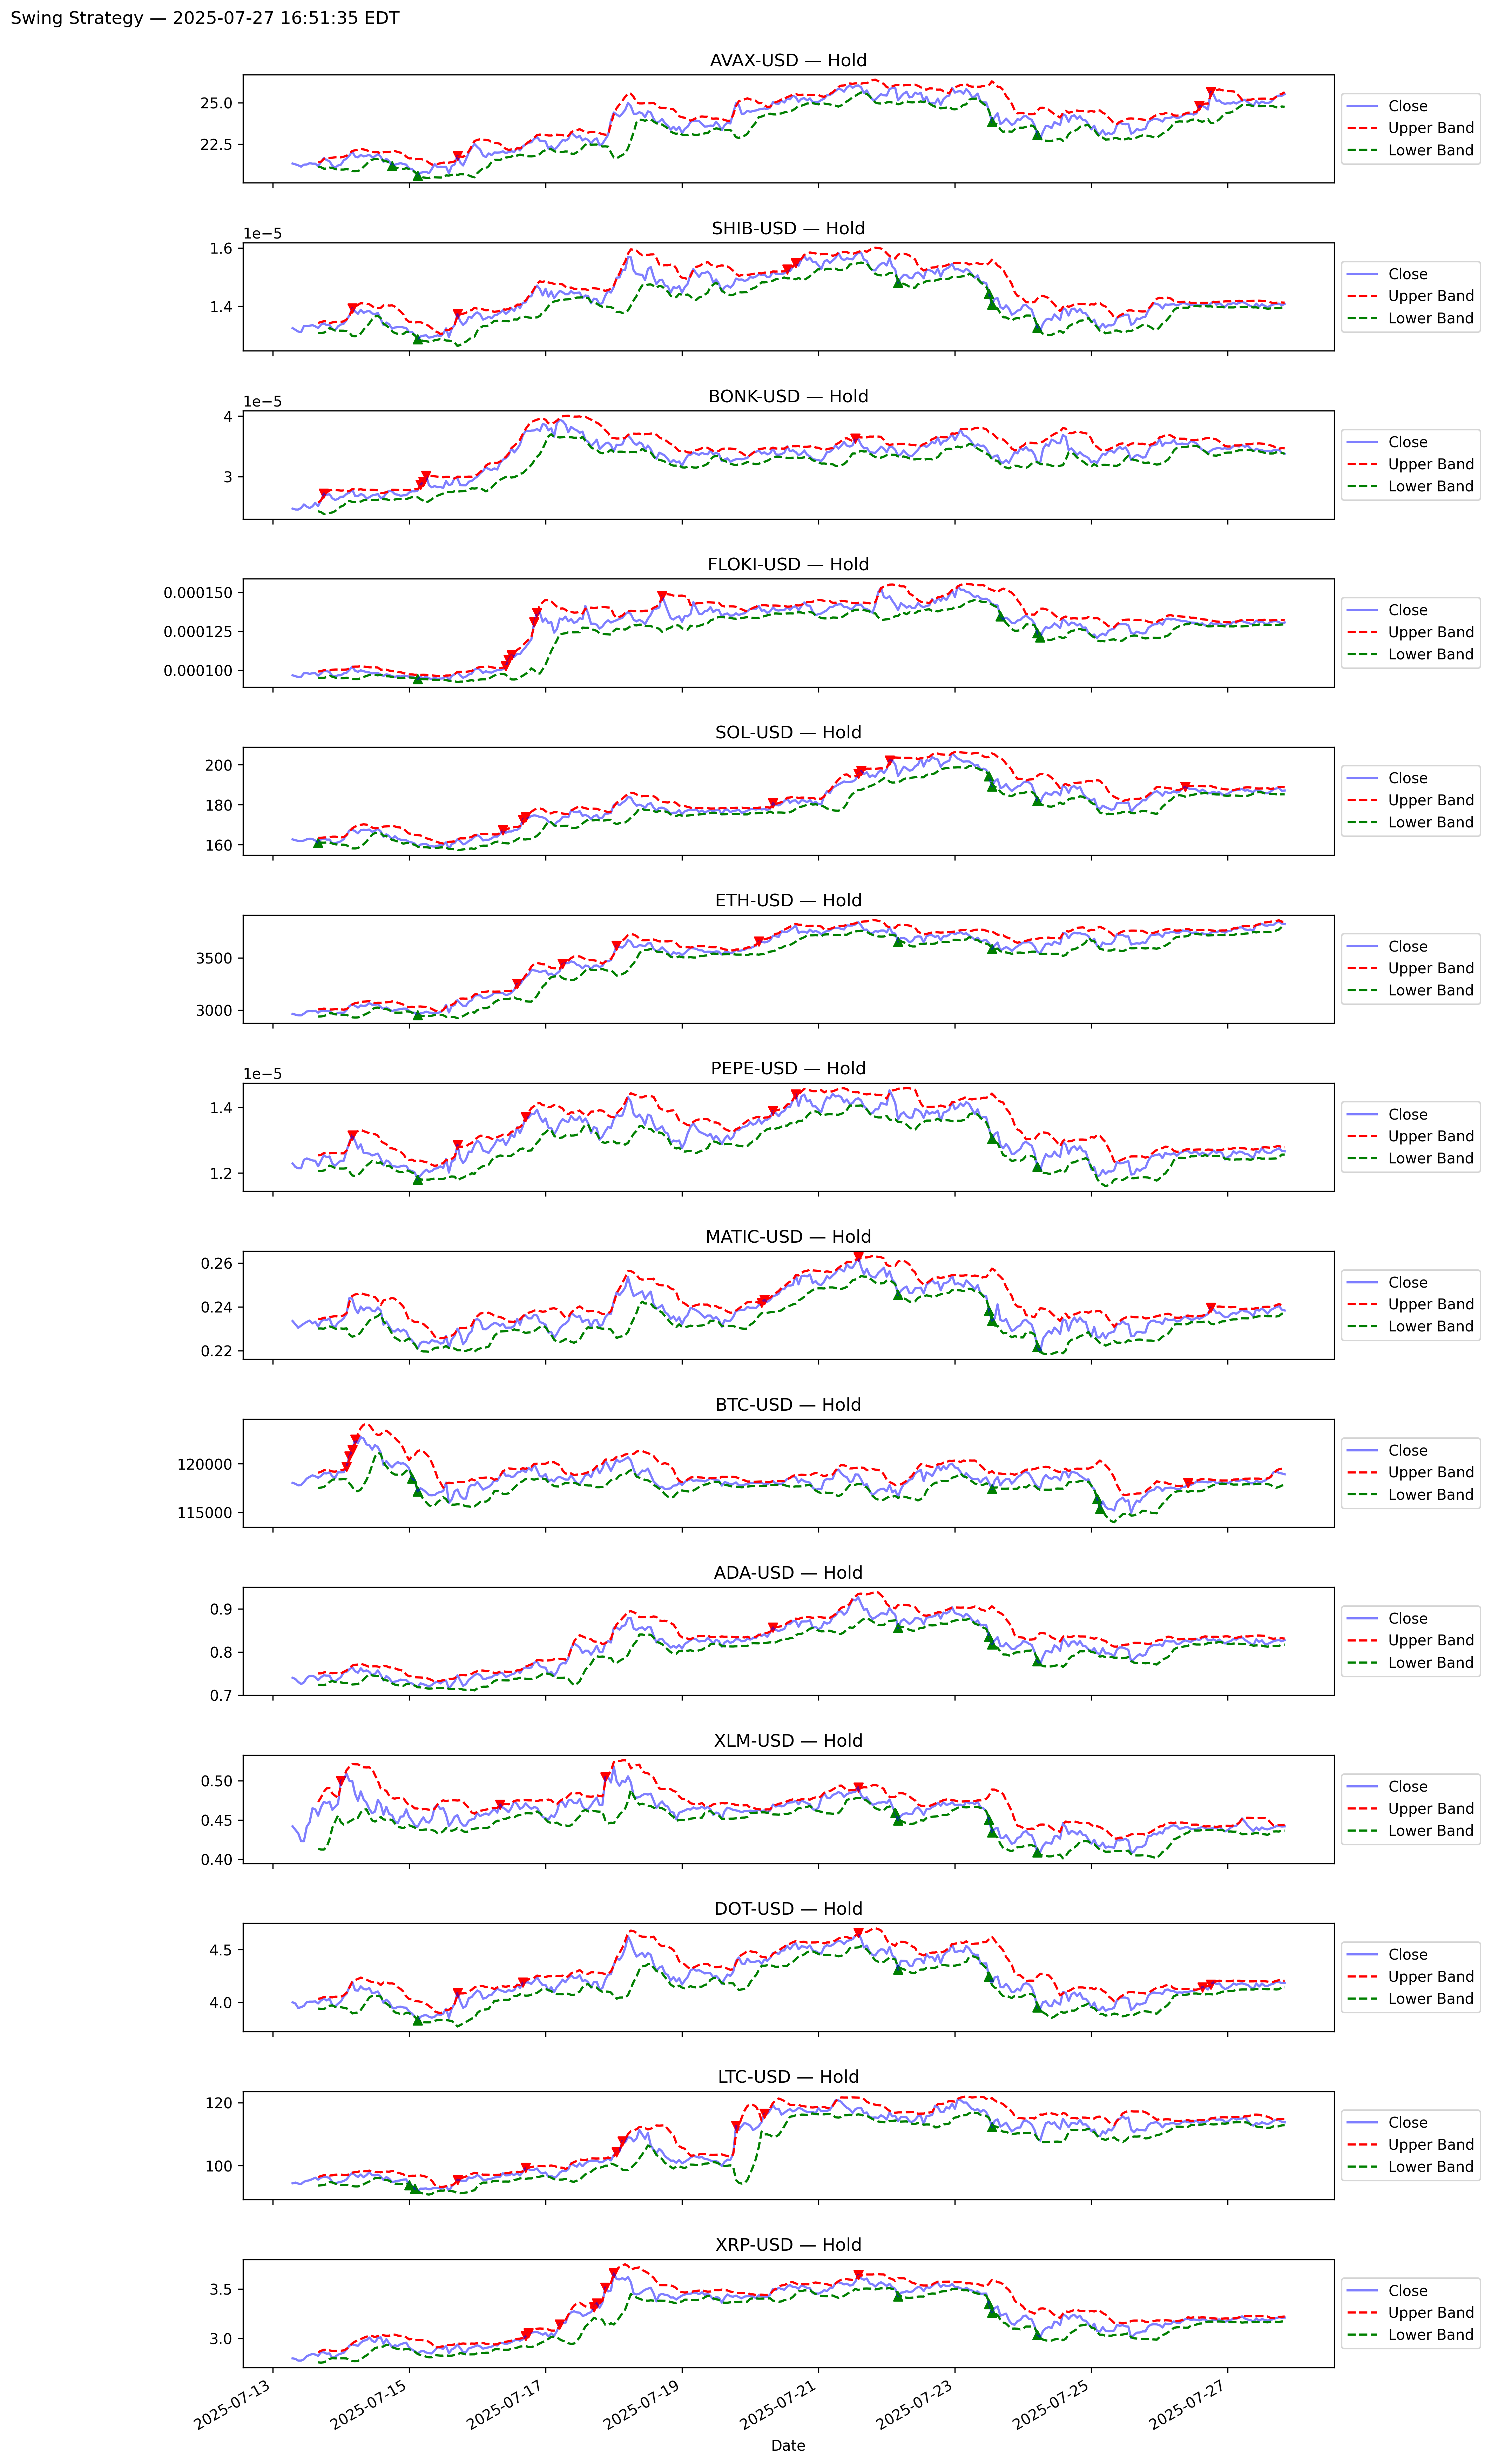 Swing Strategy — 2025-07-27 16:51:35 EDT
AVAX-USD — Hold
25.0
22.5
Close
Upper Band
Lower Band
SHIB-USD — Hold
1e−5
1.6
1.4
Close
Upper Band
Lower Band
BONK-USD — Hold
1e−5
4
3
Close
Upper Band
Lower Band
FLOKI-USD — Hold
0.000150
0.000125
0.000100
Close
Upper Band
Lower Band
SOL-USD — Hold
200
180
160
Close
Upper Band
Lower Band
ETH-USD — Hold
3500
3000
Close
Upper Band
Lower Band
PEPE-USD — Hold
1e−5
1.4
1.2
Close
Upper Band
Lower Band
MATIC-USD — Hold
0.26
0.24
0.22
Close
Upper Band
Lower Band
BTC-USD — Hold
120000
115000
Close
Upper Band
Lower Band
ADA-USD — Hold
0.9
0.8
0.7
Close
Upper Band
Lower Band
XLM-USD — Hold
0.50
0.45
0.40
Close
Upper Band
Lower Band
DOT-USD — Hold
4.5
4.0
Close
Upper Band
Lower Band
LTC-USD — Hold
120
100
Close
Upper Band
Lower Band
XRP-USD — Hold
3.5
3.0
Close
Upper Band
Lower Band
2025-07-13
2025-07-15
2025-07-17
2025-07-19
2025-07-21
2025-07-23
2025-07-25
2025-07-27
Date